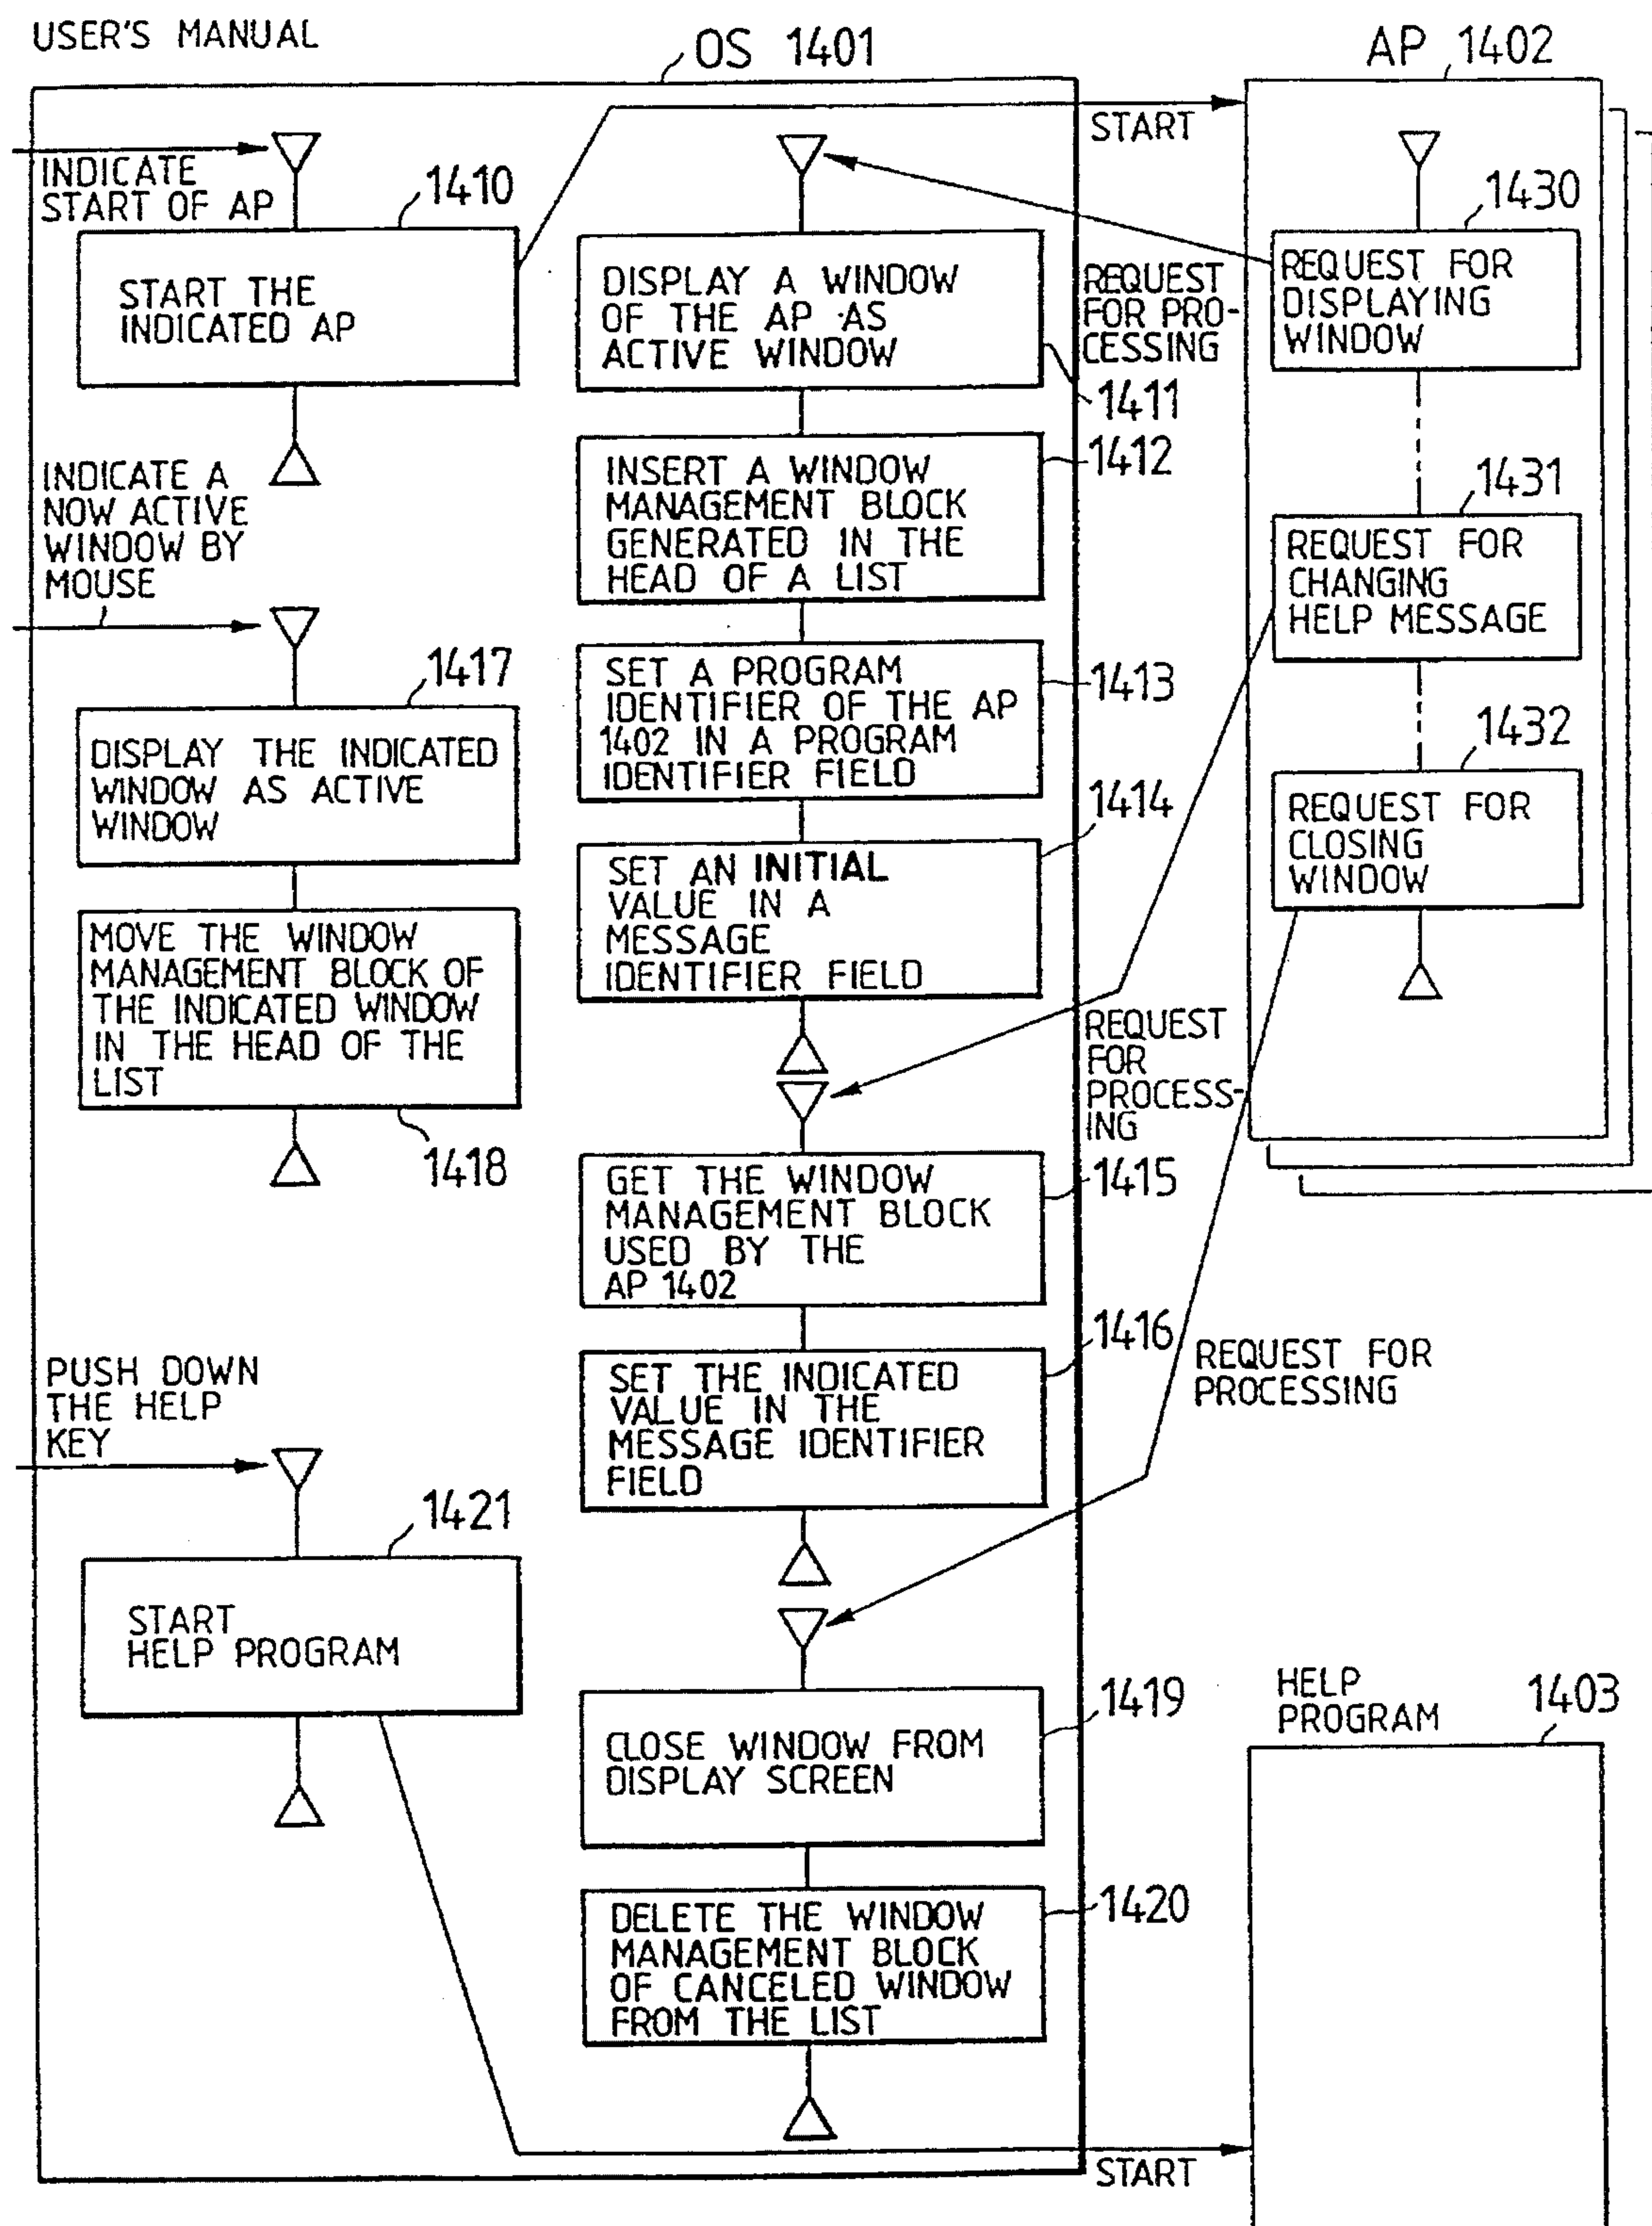 USER'S MANUAL
OS 1401
AP 1402
START
INDICATE
START OF AP
1410
START THE
INDICATED AP
INDICATE A
NOW ACTIVE
WINDOW BY
MOUSE
1417
DISPLAY THE INDICATED
WINDOW AS ACTIVE
WINDOW
MOVE THE WINDOW
MANAGEMENT BLOCK OF
THE INDICATED WINDOW
IN THE HEAD OF THE
LIST
1418
PUSH DOWN
THE HELP
KEY
1421
START
HELP PROGRAM
DISPLAY A WINDOW
OF THE AP AS
ACTIVE WINDOW
1411
INSERT A WINDOW
MANAGEMENT BLOCK
GENERATED IN THE
HEAD OF A LIST
1412
SET A PROGRAM
IDENTIFIER OF THE AP
1402 IN A PROGRAM
IDENTIFIER FIELD
1413
SET AN INITIAL
VALUE IN A
MESSAGE
IDENTIFIER FIELD
1414
GET THE WINDOW
MANAGEMENT BLOCK
USED BY THE
AP 1402
1415
SET THE INDICATED
VALUE IN THE
MESSAGE IDENTIFIER
FIELD
1416
CLOSE WINDOW FROM
DISPLAY SCREEN
1419
DELETE THE WINDOW
MANAGEMENT BLOCK
OF CANCELED WINDOW
FROM THE LIST
1420
REQUEST
FOR PRO-
CESSING
REQUEST
FOR
PROCESS-
ING
REQUEST FOR
PROCESSING
1430
REQUEST FOR
DISPLAYING
WINDOW
1431
REQUEST FOR
CHANGING
HELP MESSAGE
1432
REQUEST FOR
CLOSING
WINDOW
HELP
PROGRAM
1403
START